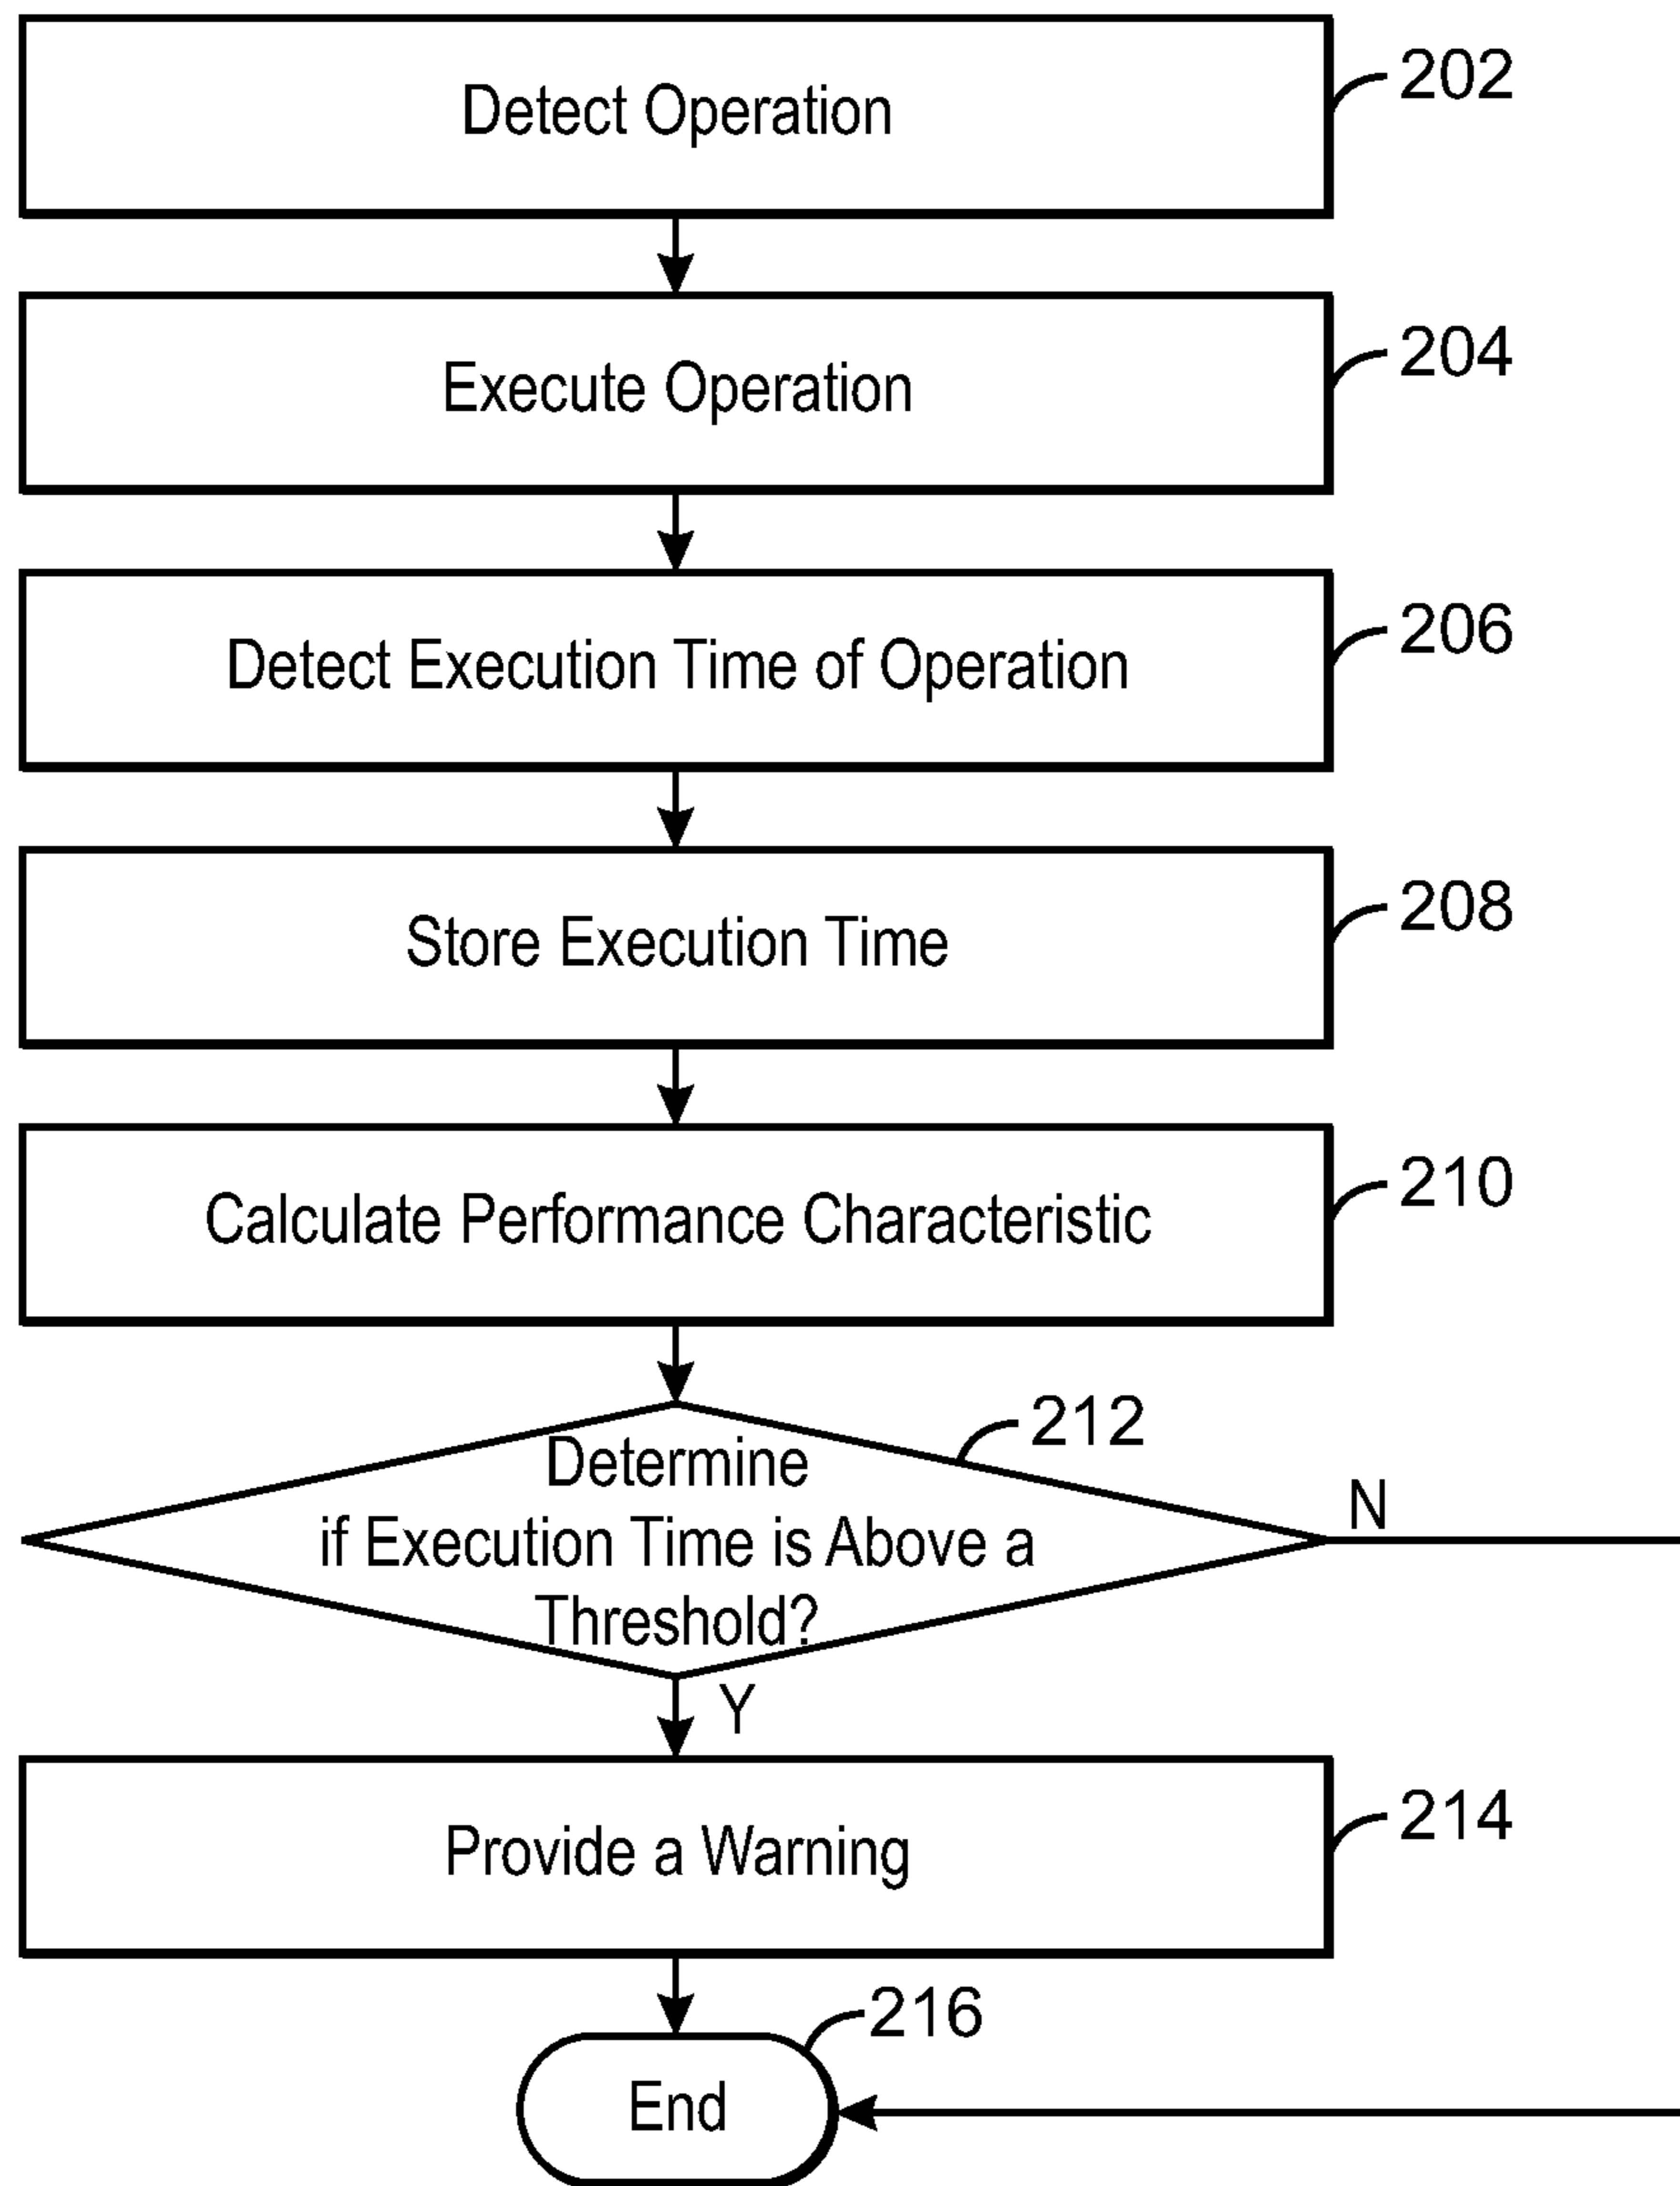 Detect Operation
202
Execute Operation
204
Detect Execution Time of Operation
206
Store Execution Time
208
Calculate Performance Characteristic
210
212
Determine
if Execution Time is Above a
Threshold?
N
Y
Provide a Warning
214
216
End